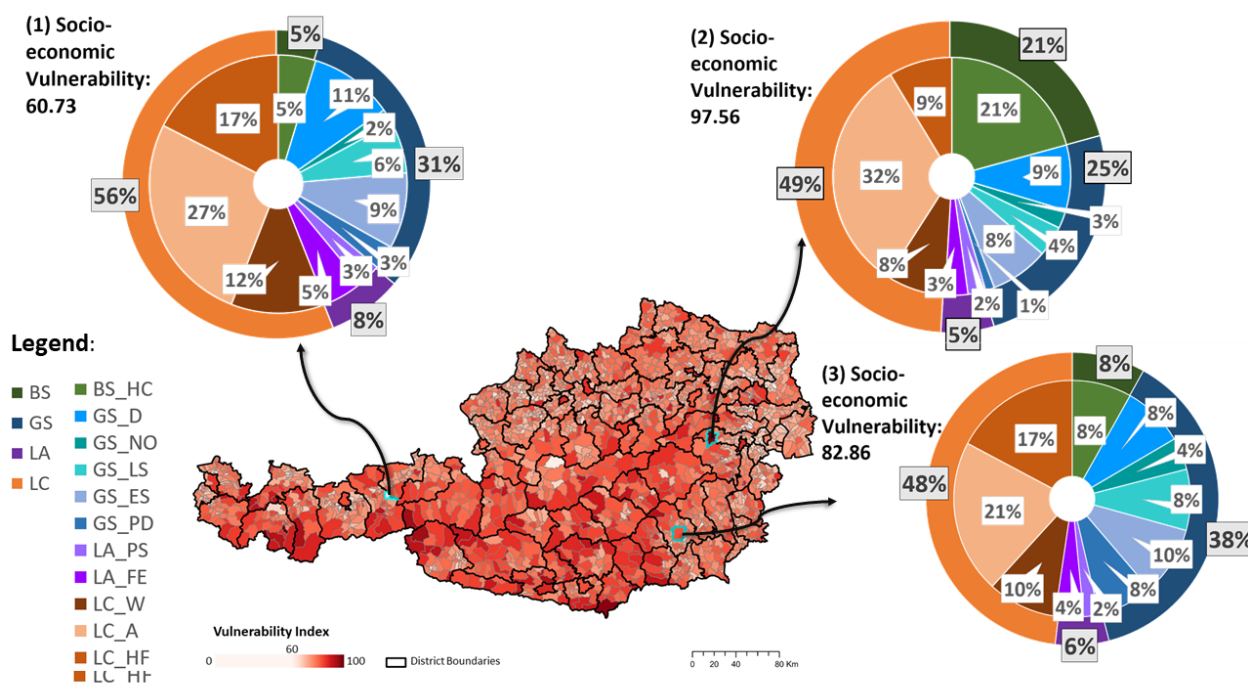 (1) Socio-
economic
Vulnerability:
60.73
5%
5%
11%
2%
6%
31%
9%
3%
3%
8%
5%
12%
27%
56%
17%
(2) Socio-
economic
Vulnerability:
97.56
21%
21%
25%
9%
3%
4%
8%
1%
2%
5%
3%
8%
32%
49%
9%
(3) Socio-
economic
Vulnerability:
82.86
8%
8%
8%
4%
8%
38%
10%
8%
2%
6%
4%
10%
21%
48%
17%
Legend:
BS
GS
LA
LC
BS_HC
GS_D
GS_NO
GS_LS
GS_ES
GS_PD
LA_PS
LA_FE
LC_W
LC_A
LC_HF
LC_HF
Vulnerability Index
0 60 100
District Boundaries
0 20 40 80 Km